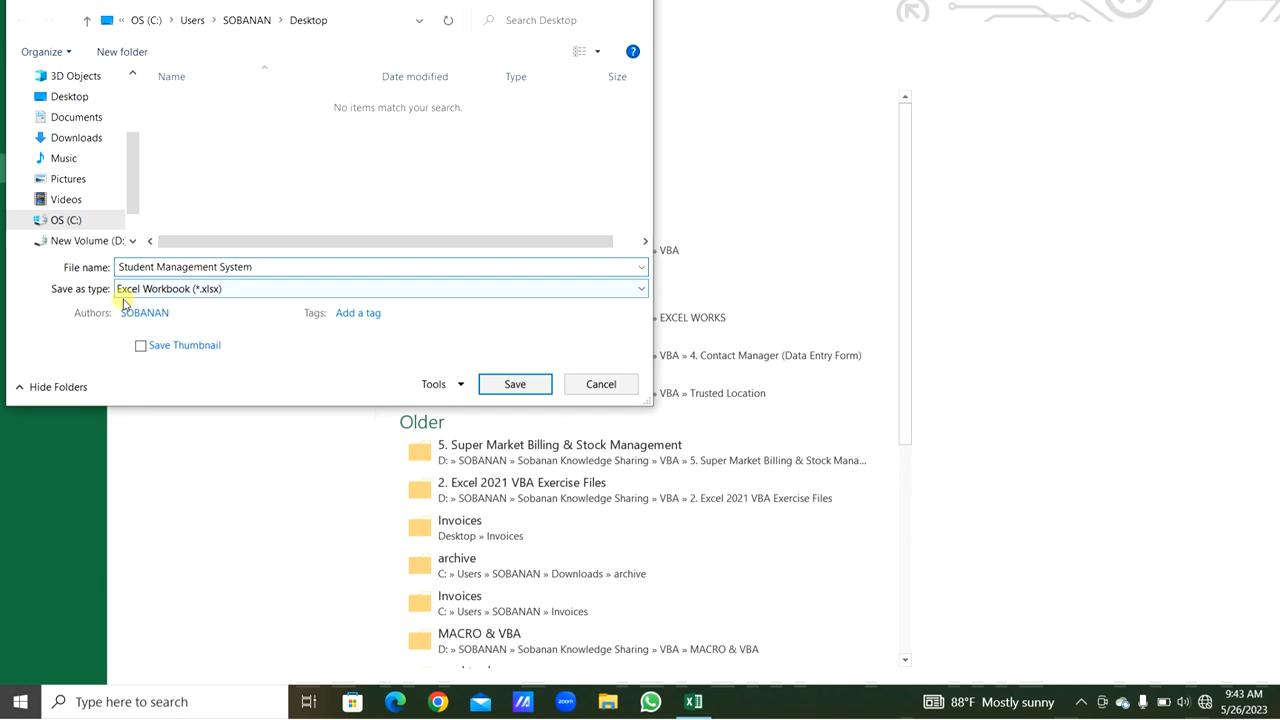 OS (C:) Users SOBANAN Desktop Search Desktop
Organize New folder ?
3D Objects
Desktop
Documents
Downloads
Music
Pictures
Videos
OS (C:)
New Volume (D:
Name Date modified Type Size
No items match your search.
File name: Student Management System
Save as type: Excel Workbook (*.xlsx)
Authors: SOBANAN Tags: Add a tag
Save Thumbnail
Hide Folders Tools Save Cancel
» VBA
» EXCEL WORKS
» VBA » 4. Contact Manager (Data Entry Form)
» VBA » Trusted Location
Older
5. Super Market Billing & Stock Management
D: » SOBANAN » Sobanan Knowledge Sharing » VBA » 5. Super Market Billing & Stock Mana...
2. Excel 2021 VBA Exercise Files
D: » SOBANAN » Sobanan Knowledge Sharing » VBA » 2. Excel 2021 VBA Exercise Files
Invoices
Desktop » Invoices
archive
C: » Users » SOBANAN » Downloads » archive
Invoices
C: » Users » SOBANAN » Invoices
MACRO & VBA
D: » SOBANAN » Sobanan Knowledge Sharing » MACRO & VBA
Type here to search zoom 88°F Mostly sunny 9:43 AM
5/26/2023